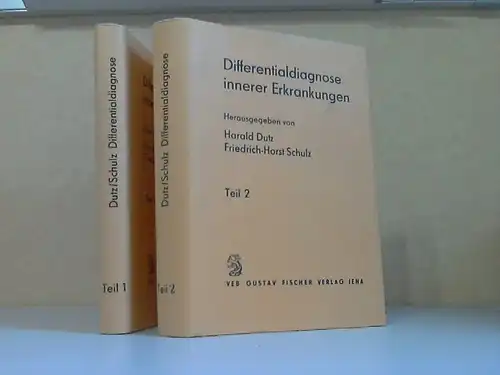 Dutz/Schulz Differentialdiagnose
Teil 1
Dutz/Schulz Differentialdiagnose
Teil 2
Differentialdiagnose
innerer Erkrankungen
Herausgegeben von
Harald Dutz
Friedrich-Horst Schulz
Teil 2
VEB GUSTAV FISCHER VERLAG JENA